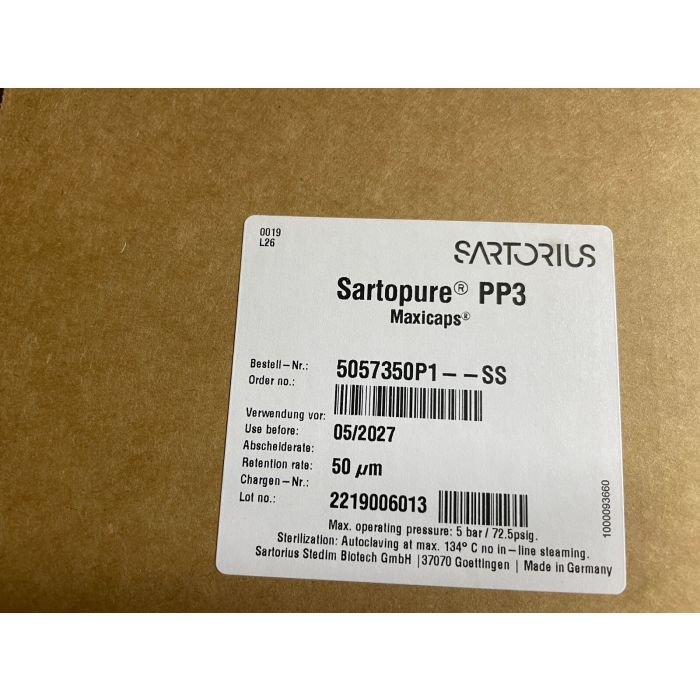 0019
L26
SARTORIUS
Sartopure® PP3
Maxicaps®
Bestell–Nr.:
Order no.:
5057350P1– –SS
Verwendung vor:
Use before:
05/2027
Abscheiderate:
Retention rate:
50 µm
Chargen–Nr.:
Lot no.:
2219006013
1000093660
Max. operating pressure: 5 bar / 72.5psig.
Sterilization: Autoclaving at max. 134° C no in–line steaming.
Sartorius Stedim Biotech GmbH | 37070 Goettingen | Made in Germany